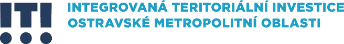 ITI INTEGROVANÁ TERITORIÁLNÍ INVESTICE
OSTRAVSKÉ METROPOLITNÍ OBLASTI